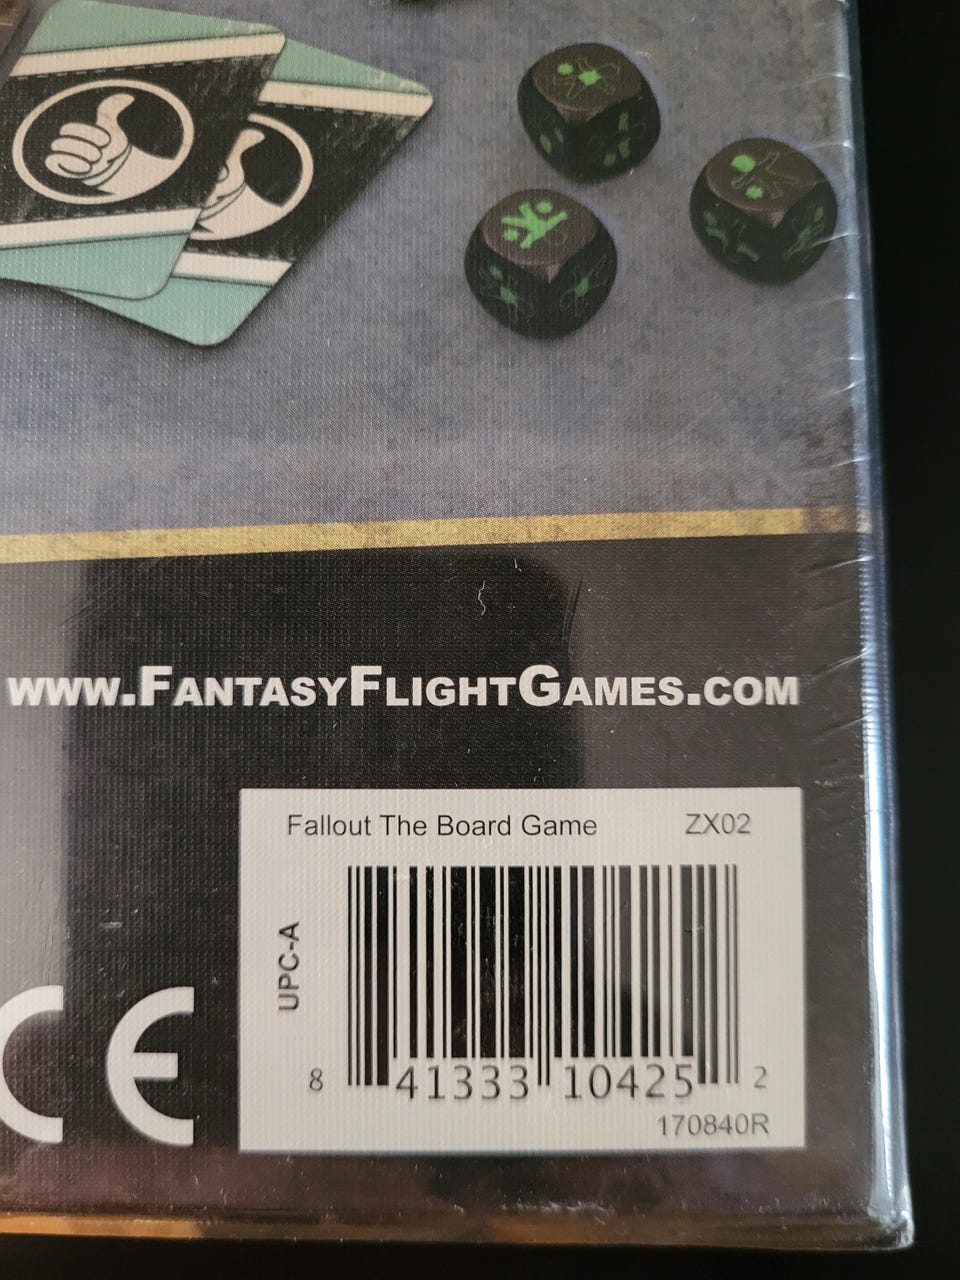 www.FantasyFlightGames.com
Fallout The Board Game ZX02
UPC-A
8 41333 10425 2
170840R
CE